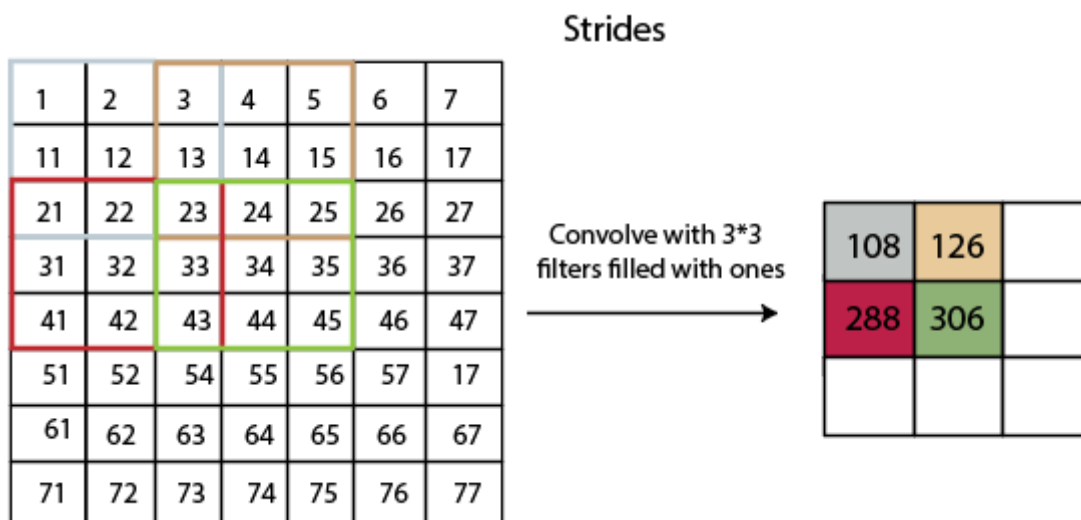 Strides
1 2 3 4 5 6 7
11 12 13 14 15 16 17
21 22 23 24 25 26 27
31 32 33 34 35 36 37
41 42 43 44 45 46 47
51 52 54 55 56 57 17
61 62 63 64 65 66 67
71 72 73 74 75 76 77
Convolve with 3*3
filters filled with ones
108 126
288 306